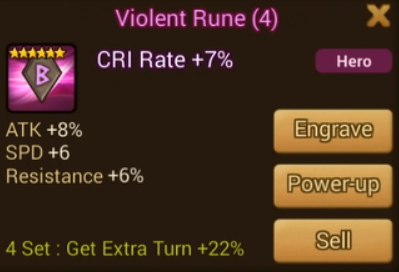 Violent Rune (4)
CRI Rate +7%
Hero
ATK +8%
SPD +6
Resistance +6%
Engrave
Power-up
Sell
4 Set : Get Extra Turn +22%